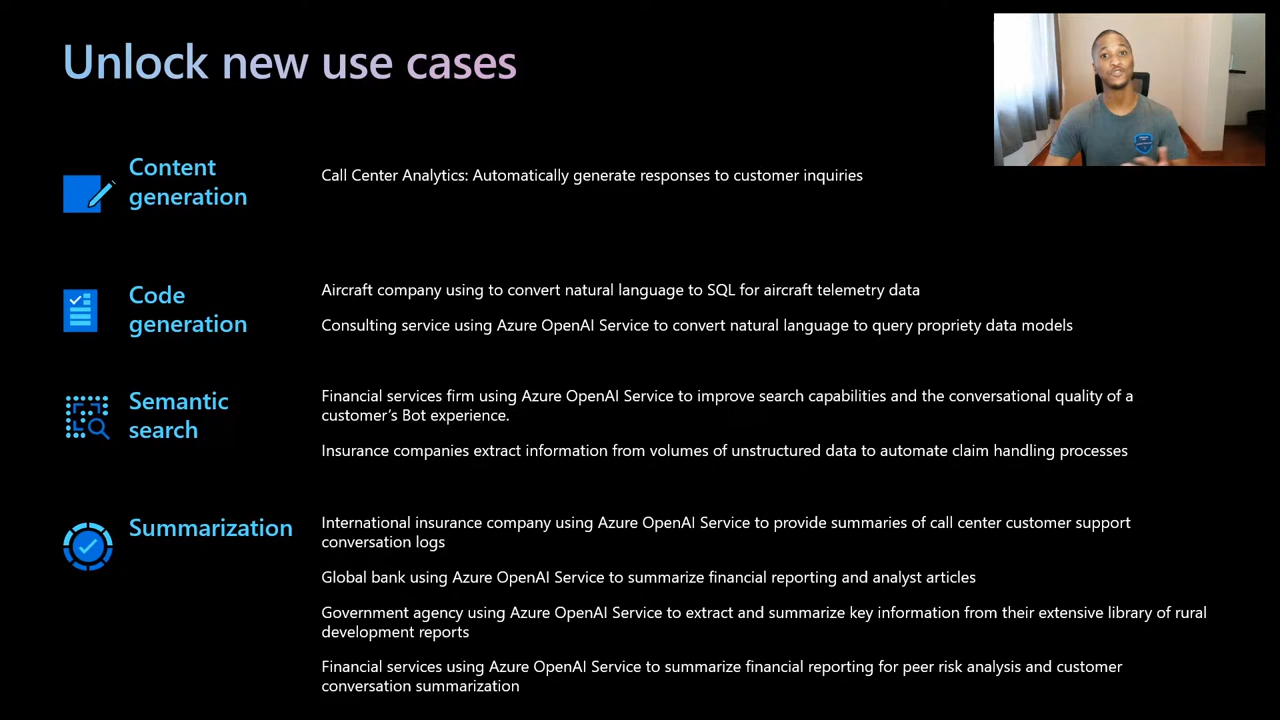 Unlock new use cases
Content
generation
Call Center Analytics: Automatically generate responses to customer inquiries
Code
generation
Aircraft company using to convert natural language to SQL for aircraft telemetry data
Consulting service using Azure OpenAI Service to convert natural language to query propriety data models
Semantic
search
Financial services firm using Azure OpenAI Service to improve search capabilities and the conversational quality of a
customer’s Bot experience.
Insurance companies extract information from volumes of unstructured data to automate claim handling processes
Summarization
International insurance company using Azure OpenAI Service to provide summaries of call center customer support
conversation logs
Global bank using Azure OpenAI Service to summarize financial reporting and analyst articles
Government agency using Azure OpenAI Service to extract and summarize key information from their extensive library of rural
development reports
Financial services using Azure OpenAI Service to summarize financial reporting for peer risk analysis and customer
conversation summarization